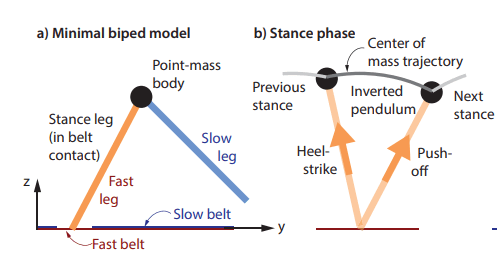 a) Minimal biped model
Point-mass
body
Stance leg
(in belt
contact)
Slow
leg
Fast
leg
z
Slow belt
y
Fast belt
b) Stance phase
Center of
mass trajectory
Previous
stance
Inverted
pendulum
Next
stance
Heel-
strike
Push-
off